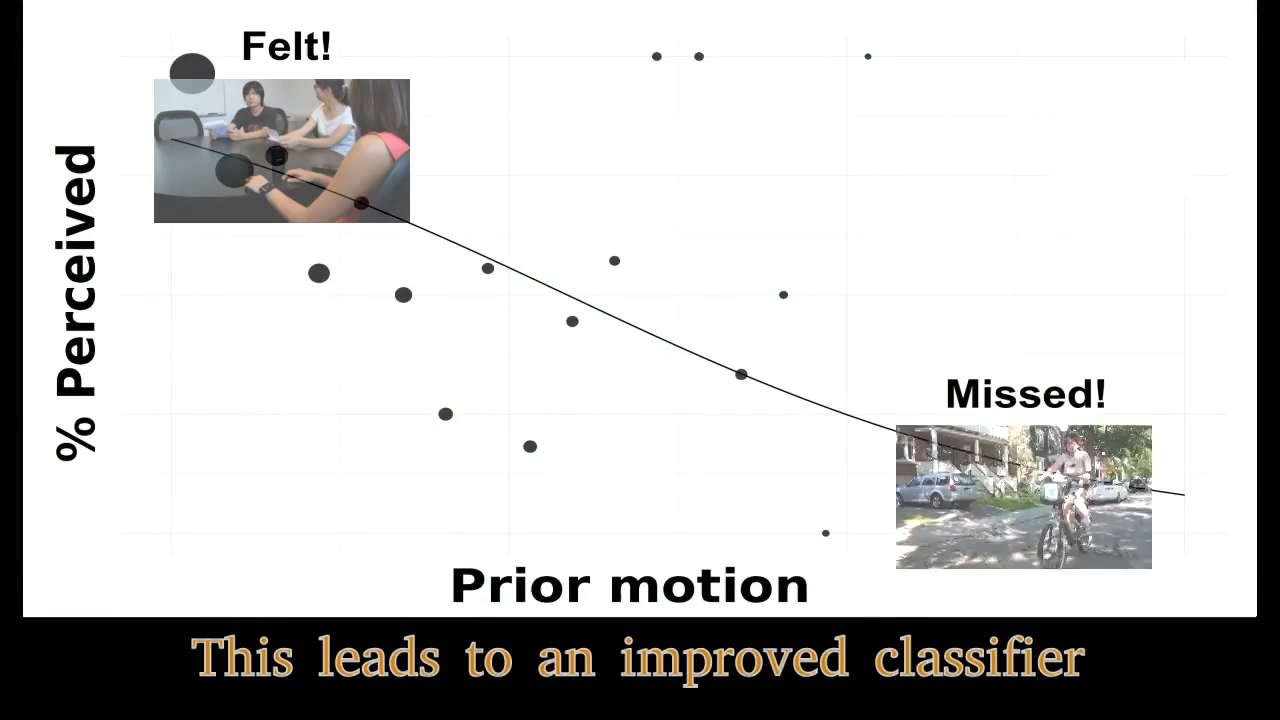 Felt!
% Perceived
Missed!
Prior motion
This leads to an improved classifier